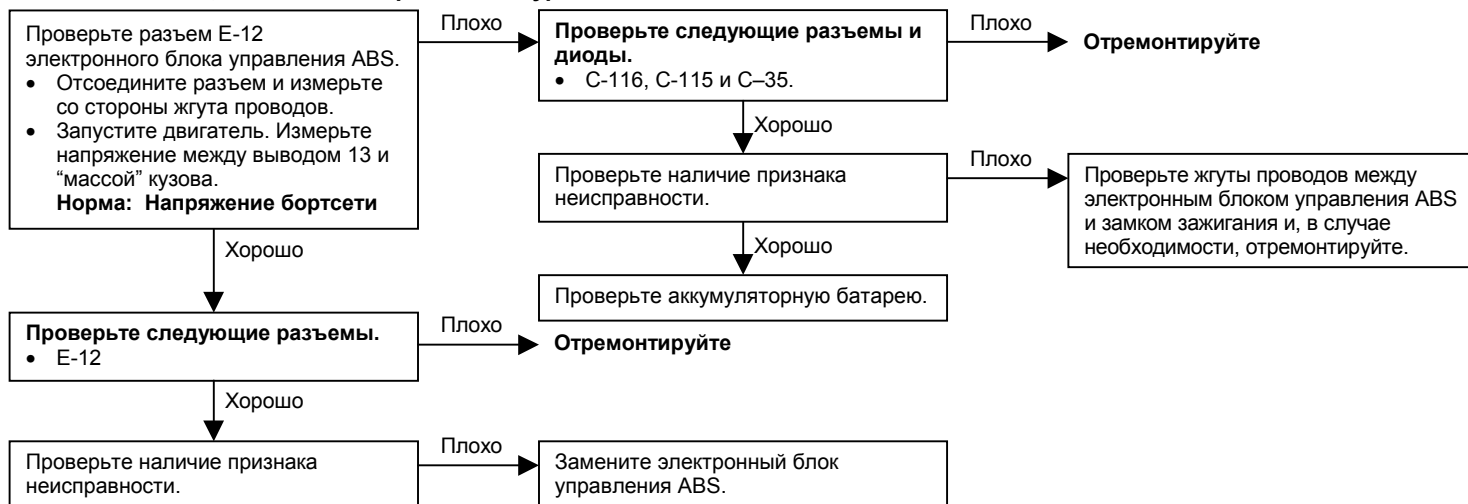 Проверьте разъем E-12
электронного блока управления ABS.
• Отсоедините разъем и измерьте
со стороны жгута проводов.
• Запустите двигатель. Измерьте
напряжение между выводом 13 и
“массой” кузова.
Норма: Напряжение бортсети
Плохо
Проверьте следующие разъемы и
диоды.
• C-116, C-115 и C–35.
Плохо
Отремонтируйте
Хорошо
Проверьте наличие признака
неисправности.
Плохо
Проверьте жгуты проводов между
электронным блоком управления ABS
и замком зажигания и, в случае
необходимости, отремонтируйте.
Хорошо
Проверьте аккумуляторную батарею.
Хорошо
Проверьте следующие разъемы.
• E-12
Плохо
Отремонтируйте
Хорошо
Проверьте наличие признака
неисправности.
Плохо
Замените электронный блок
управления ABS.